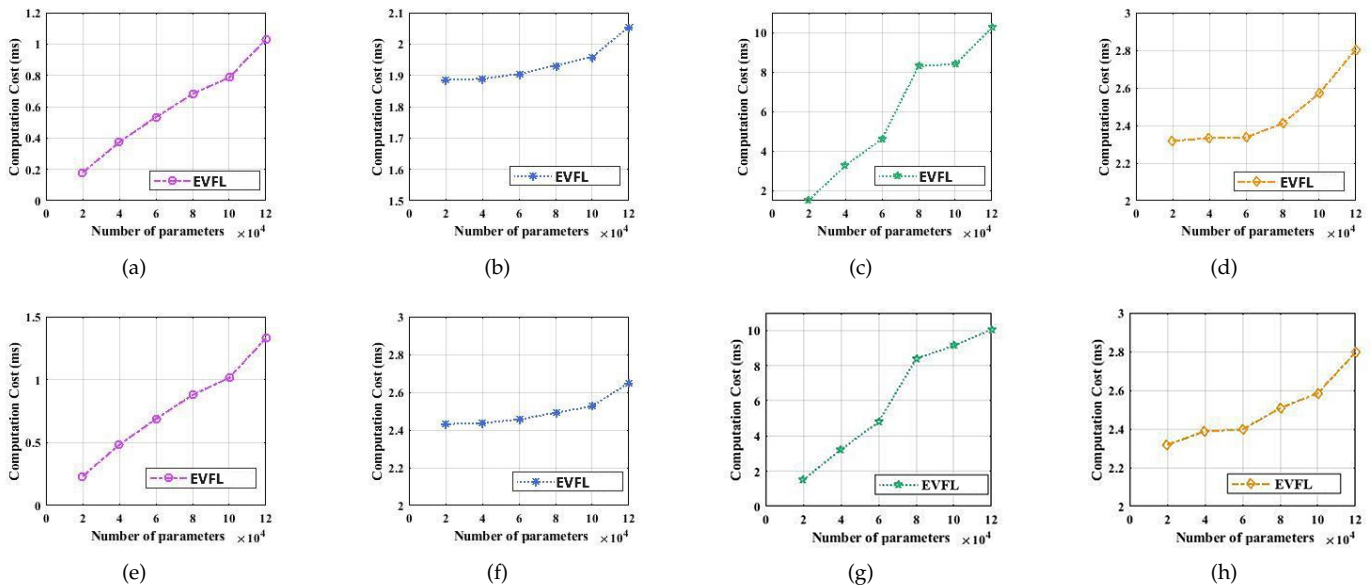 1.2
1
0.8
0.6
0.4
0.2
0
Computation Cost (ms)
EVFL
0 2 4 6 8 10 12
Number of parameters ×10^4
(a)
2.1
2
1.9
1.8
1.7
1.6
1.5
Computation Cost (ms)
EVFL
0 2 4 6 8 10 12
Number of parameters ×10^4
(b)
10
8
6
4
2
Computation Cost (ms)
EVFL
0 2 4 6 8 10 12
Number of parameters ×10^4
(c)
3
2.8
2.6
2.4
2.2
2
Computation Cost (ms)
EVFL
0 2 4 6 8 10 12
Number of parameters ×10^4
(d)
1.5
1
0.5
0
Computation Cost (ms)
EVFL
0 2 4 6 8 10 12
Number of parameters ×10^4
(e)
3
2.8
2.6
2.4
2.2
2
Computation Cost (ms)
EVFL
0 2 4 6 8 10 12
Number of parameters ×10^4
(f)
10
8
6
4
2
0
Computation Cost (ms)
EVFL
0 2 4 6 8 10 12
Number of parameters ×10^4
(g)
3
2.8
2.6
2.4
2.2
2
Computation Cost (ms)
EVFL
0 2 4 6 8 10 12
Number of parameters ×10^4
(h)